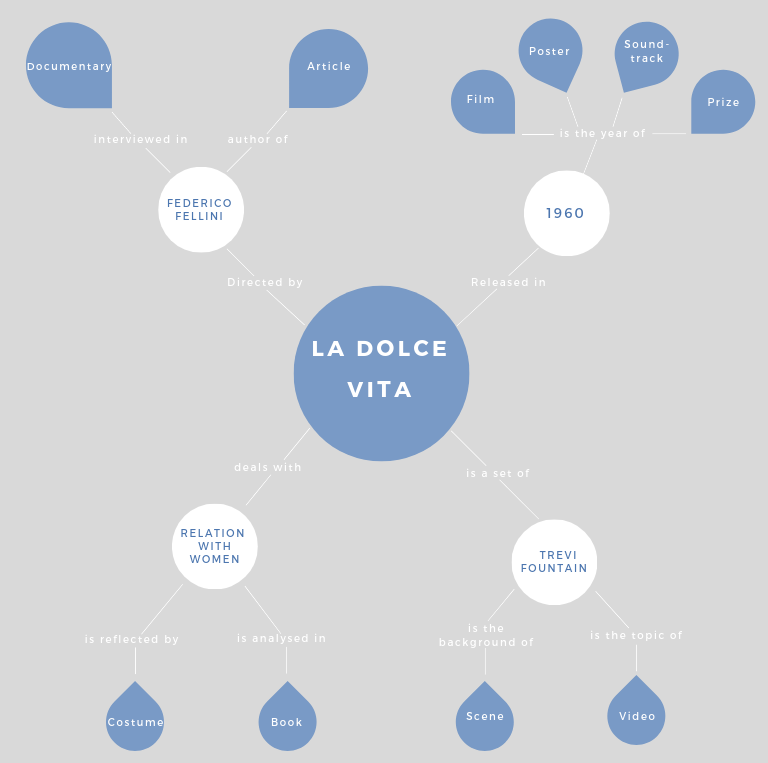 Documentary
Article
Poster
Sound-
track
Film
Prize
interviewed in
author of
is the year of
FEDERICO
FELLINI
1960
Directed by
Released in
LA DOLCE
VITA
deals with
is a set of
RELATION
WITH
WOMEN
TREVI
FOUNTAIN
is reflected by
is analysed in
is the
background of
is the topic of
Costume
Book
Scene
Video